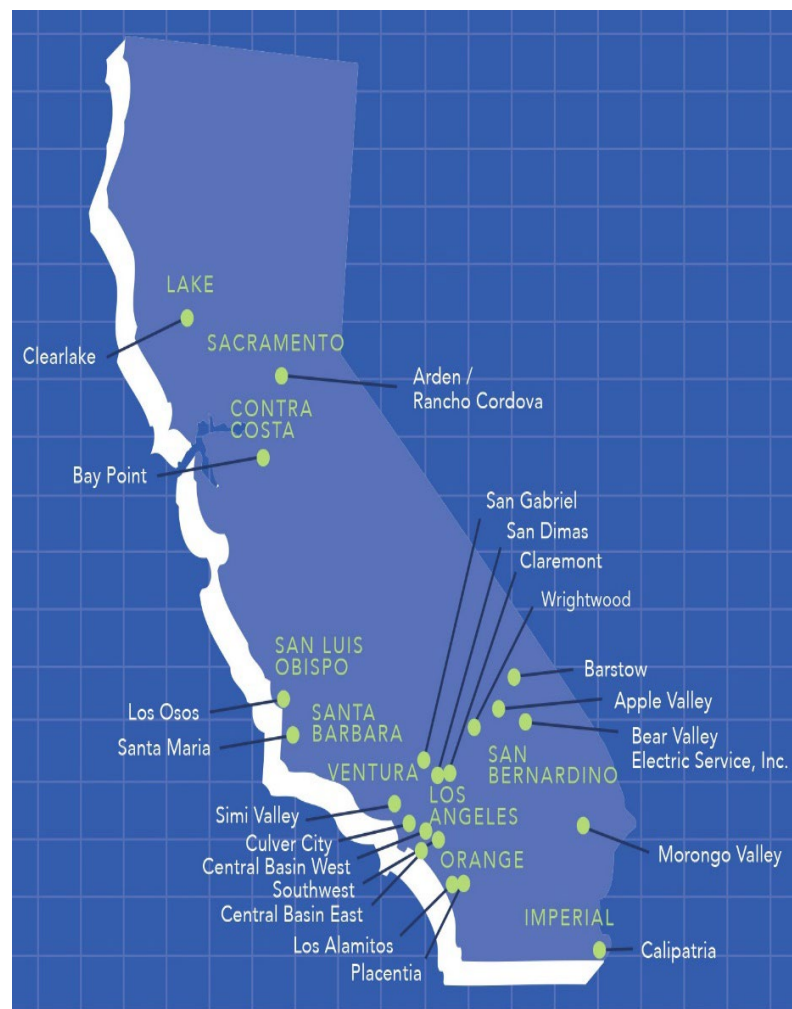 LAKE
Clearlake
SACRAMENTO
Arden /
Rancho Cordova
CONTRA
COSTA
Bay Point
San Gabriel
San Dimas
Claremont
Wrightwood
SAN LUIS
OBISPO
Barstow
Los Osos
SANTA
BARBARA
Apple Valley
Santa Maria
Bear Valley
Electric Service, Inc.
VENTURA
SAN
BERNARDINO
LOS
ANGELES
Simi Valley
Culver City
Central Basin West
Southwest
Central Basin East
ORANGE
Morongo Valley
Los Alamitos
Placentia
IMPERIAL
Calipatria